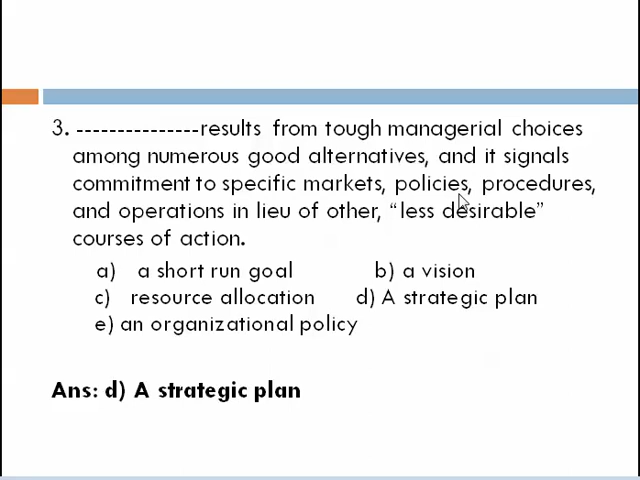 3. ---------------results from tough managerial choices
among numerous good alternatives, and it signals
commitment to specific markets, policies, procedures,
and operations in lieu of other, “less desirable”
courses of action.
a) a short run goal b) a vision
c) resource allocation d) A strategic plan
e) an organizational policy
Ans: d) A strategic plan